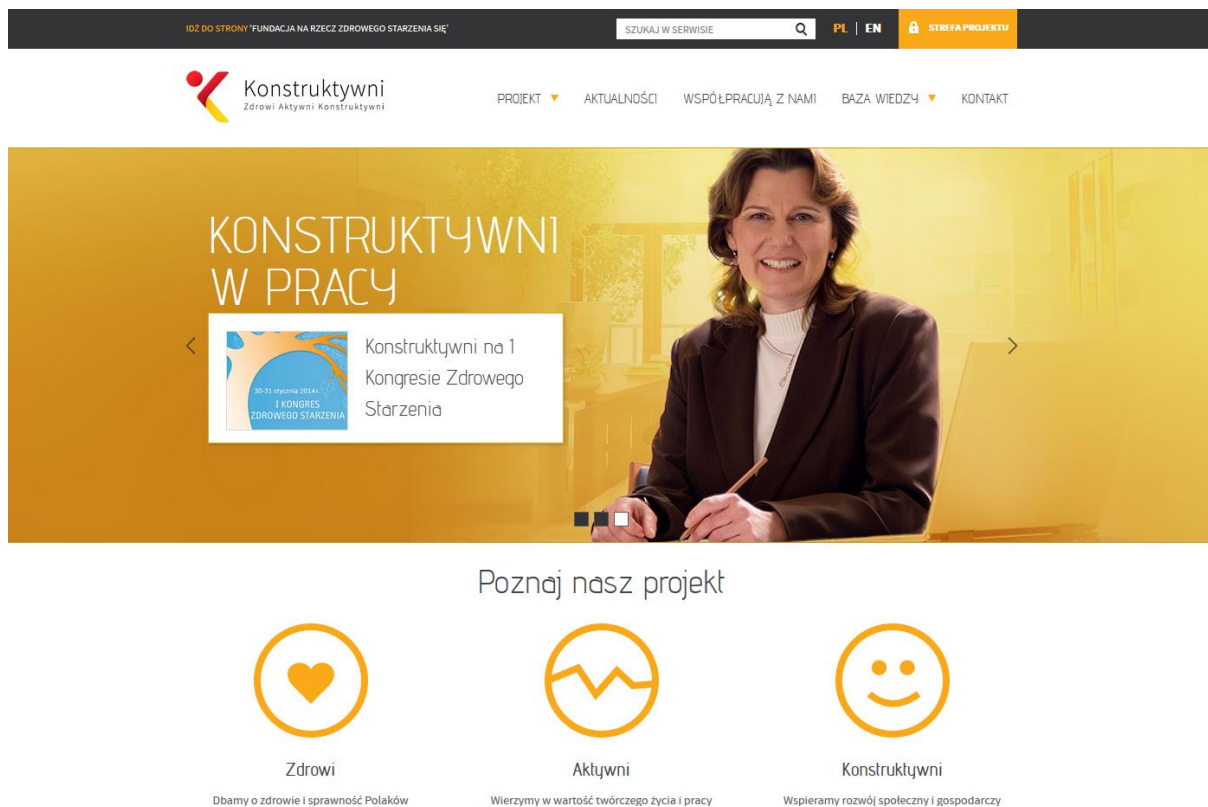 IDŹ DO STRONY 'FUNDACJA NA RZECZ ZDROWEGO STARZENIA SIĘ'
SZUKAJ W SERWISIE
PL | EN
STREFA PROJEKTU
Konstruktywni
Zdrowi Aktywni Konstruktywni
PROJEKT
AKTUALNOŚCI
WSPÓŁPRACUJĄ Z NAMI
BAZA WIEDZY
KONTAKT
KONSTRUKTYWNI
W PRACY
30-31 stycznia 2014r.
I KONGRES
ZDROWEGO STARZENIA
Konstruktywni na 1
Kongresie Zdrowego
Starzenia
Poznaj nasz projekt
Zdrowi
Dbamy o zdrowie i sprawność Polaków
Aktywni
Wierzymy w wartość twórczego życia i pracy
Konstruktywni
Wspieramy rozwój społeczny i gospodarczy